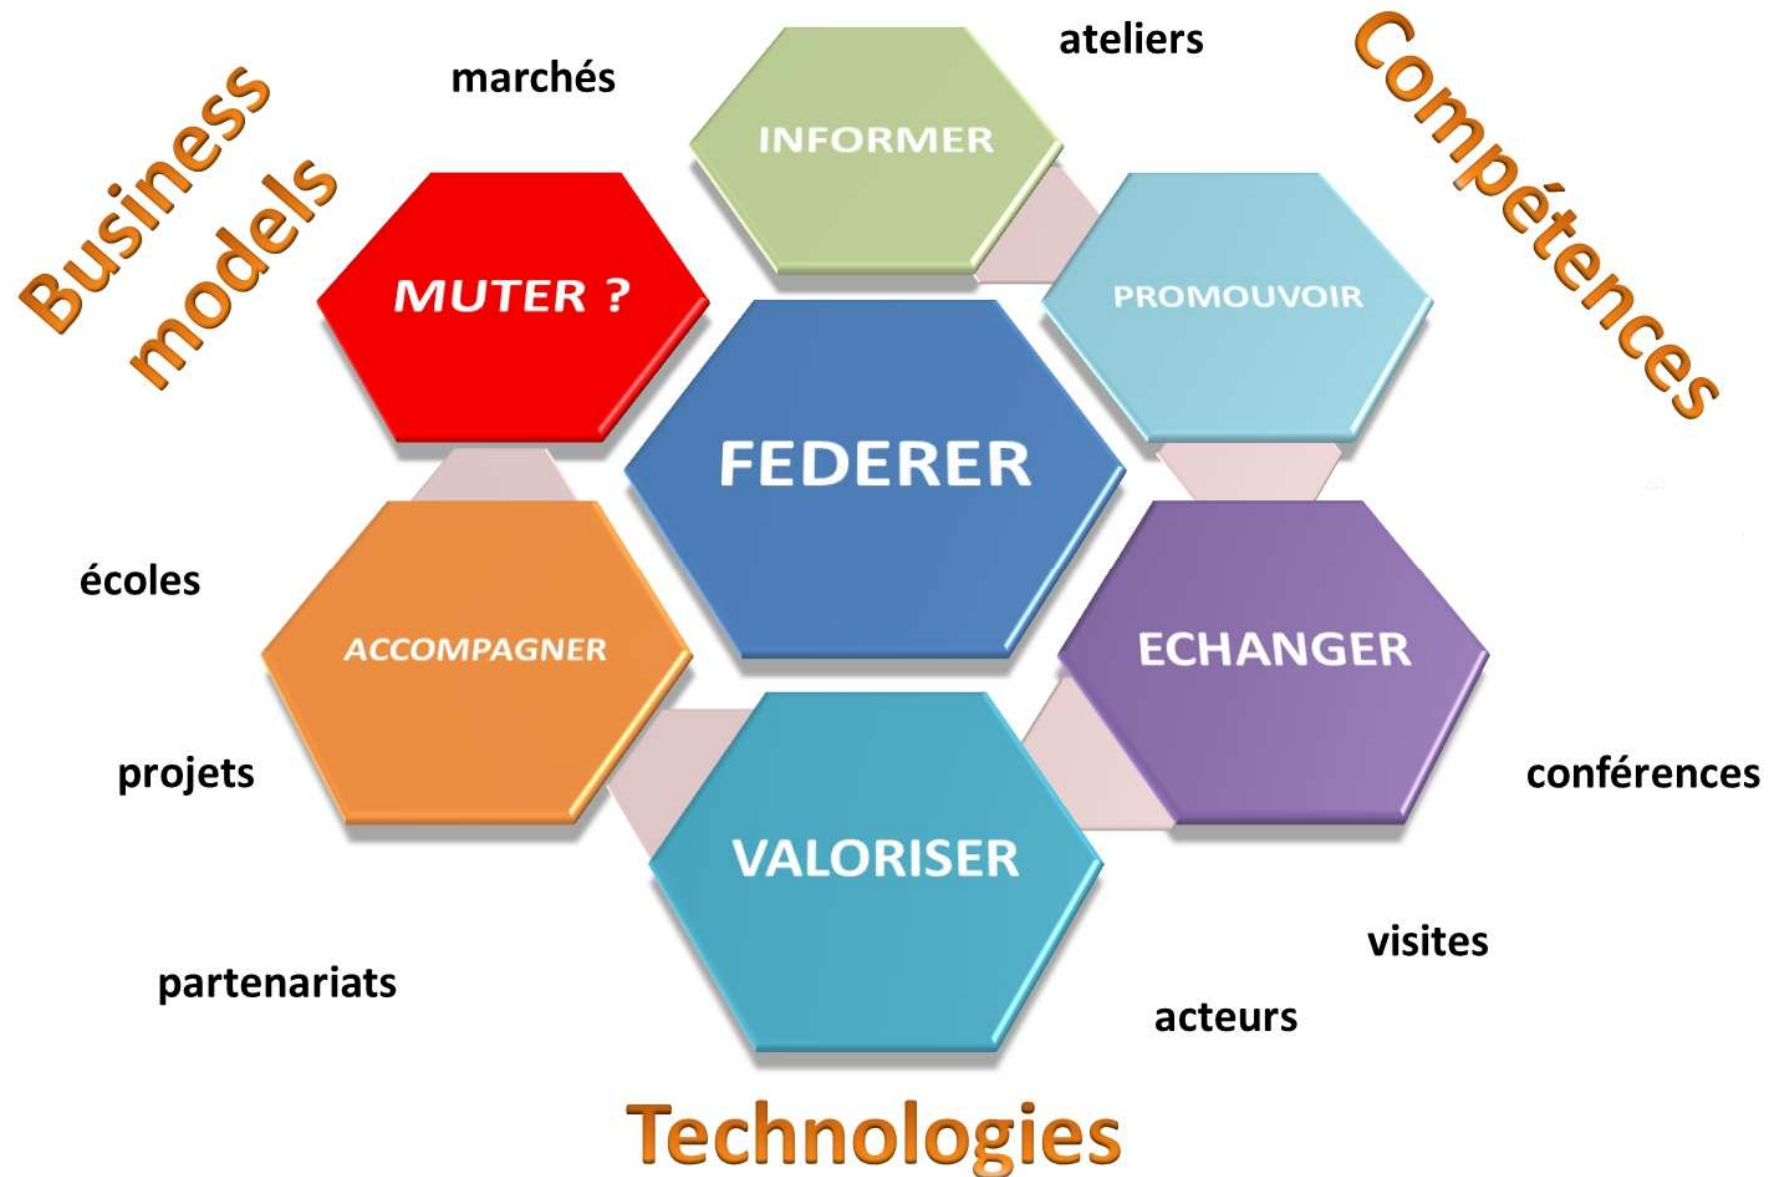 ateliers
marchés
Business
models
Compétences
INFORMER
MUTER ?
PROMOUVOIR
FEDERER
écoles
ACCOMPAGNER
ECHANGER
projets
conférences
VALORISER
visites
partenariats
acteurs
Technologies